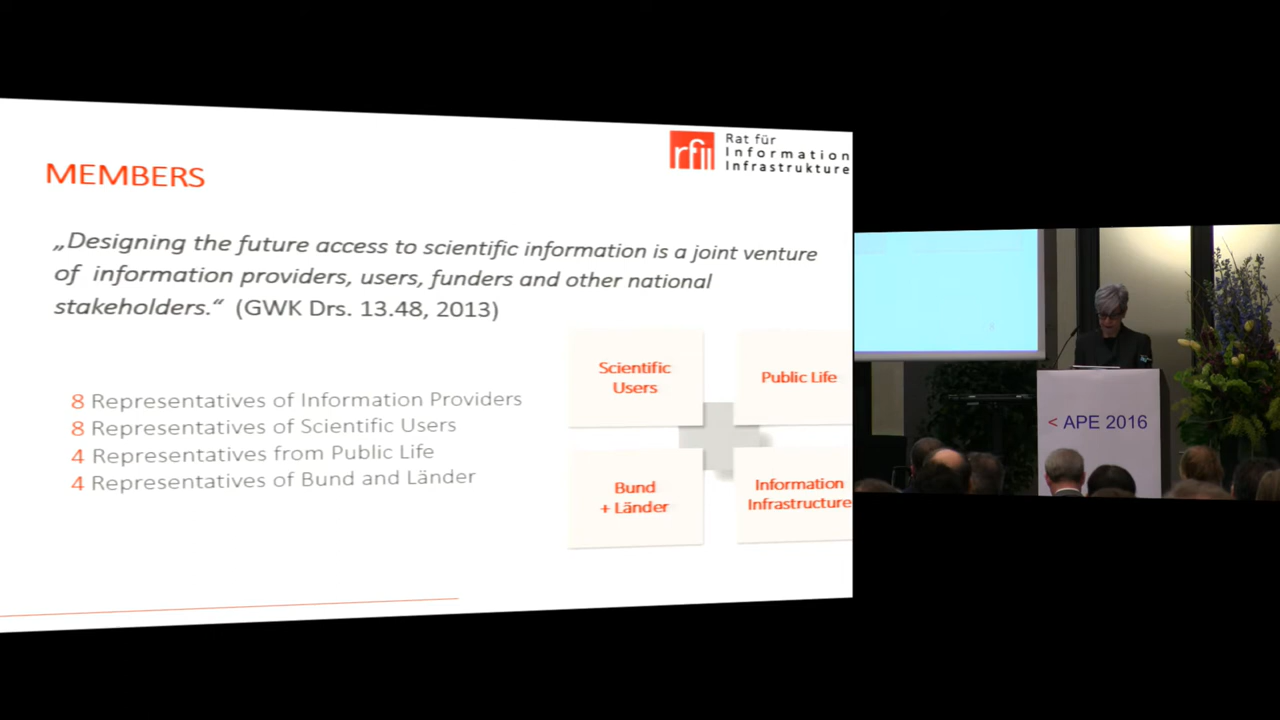 rfii
Rat für
Information
Infrastrukture
MEMBERS
„Designing the future access to scientific information is a joint venture
of information providers, users, funders and other national
stakeholders.“ (GWK Drs. 13.48, 2013)
8 Representatives of Information Providers
8 Representatives of Scientific Users
4 Representatives from Public Life
4 Representatives of Bund and Länder
Scientific
Users
Public Life
Bund
+ Länder
Information
Infrastructure
< APE 2016